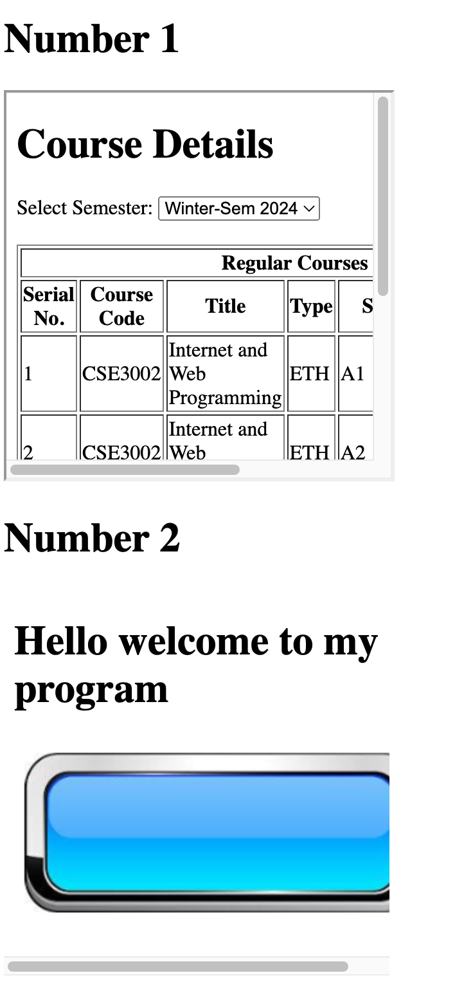 Number 1
Course Details
Select Semester: Winter-Sem 2024
Regular Courses
Serial No. Course Code Title Type S
1 CSE3002 Internet and Web Programming ETH A1
2 CSE3002 Internet and Web ETH A2
Number 2
Hello welcome to my
program